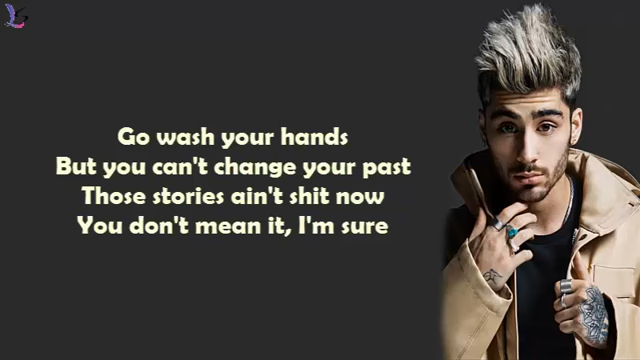 Go wash your hands
But you can't change your past
Those stories ain't shit now
You don't mean it, I'm sure